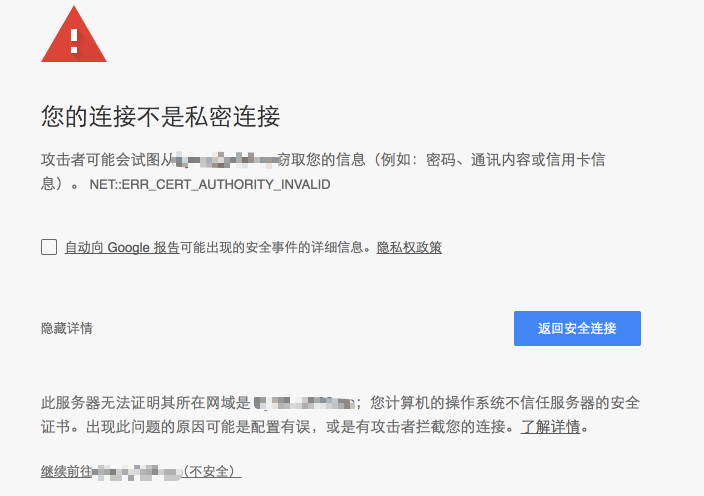 您的连接不是私密连接
攻击者可能会试图从 窃取您的信息（例如：密码、通讯内容或信用卡信
息）。 NET::ERR_CERT_AUTHORITY_INVALID
自动向 Google 报告可能出现的安全事件的详细信息。隐私权政策
隐藏详情
返回安全连接
此服务器无法证明其所在网域是 ；您计算机的操作系统不信任服务器的安全
证书。出现此问题的原因可能是配置有误，或是有攻击者拦截您的连接。了解详情。
继续前往 （不安全）